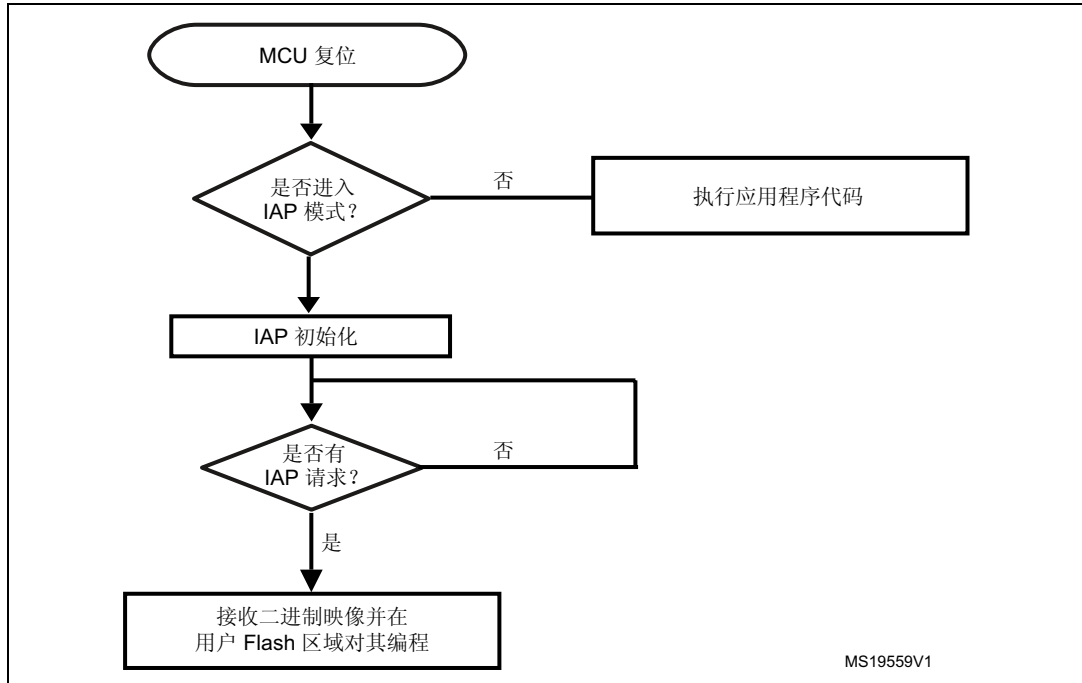 MCU 复位
是否进入
IAP 模式？
否
执行应用程序代码
IAP 初始化
是否有
IAP 请求？
否
是
接收二进制映像并在
用户 Flash 区域对其编程
MS19559V1